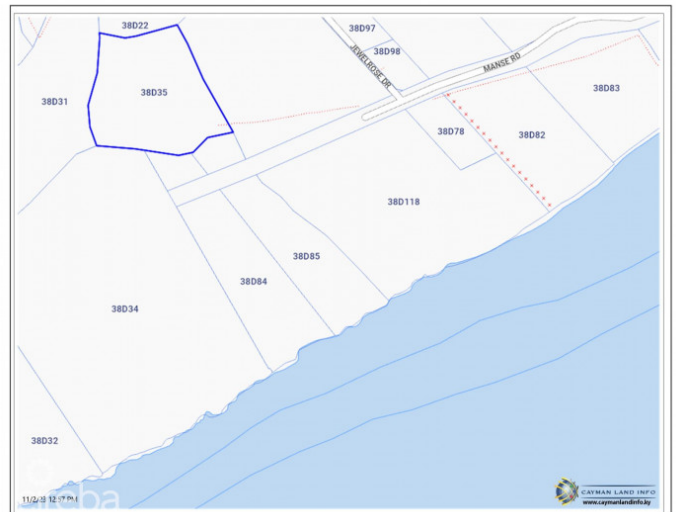 38D22
38D97
38D98
JEWELROSE DR
MANSE RD
38D31
38D35
38D83
38D78
38D82
38D118
38D85
38D84
38D34
38D32
CAYMAN LAND INFO
www.caymanlandinfo.ky